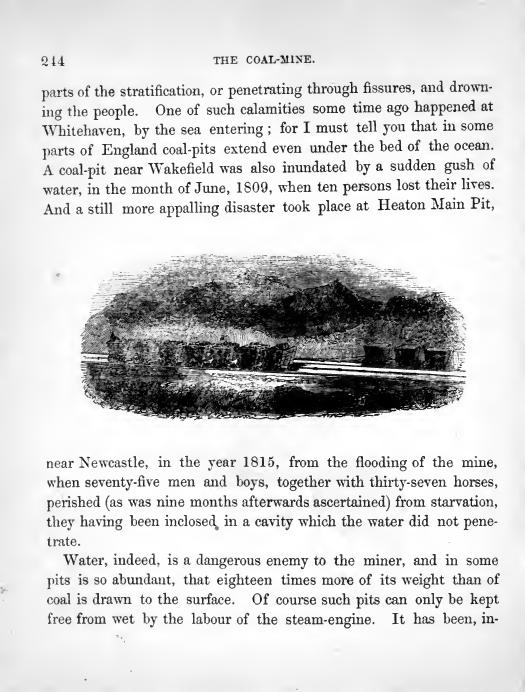 244 THE COAL-MINE.
parts of the stratification, or penetrating through fissures, and drown-
ing the people. One of such calamities some time ago happened at
Whitehaven, by the sea entering ; for I must tell you that in some
parts of England coal-pits extend even under the bed of the ocean.
A coal-pit near Wakefield was also inundated by a sudden gush of
water, in the month of June, 1809, when ten persons lost their lives.
And a still more appalling disaster took place at Heaton Main Pit,
near Newcastle, in the year 1815, from the flooding of the mine,
when seventy-five men and boys, together with thirty-seven horses,
perished (as was nine months afterwards ascertained) from starvation,
they having been inclosed in a cavity which the water did not pene-
trate.
Water, indeed, is a dangerous enemy to the miner, and in some
pits is so abundant, that eighteen times more of its weight than of
coal is drawn to the surface. Of course such pits can only be kept
free from wet by the labour of the steam-engine. It has been, in-